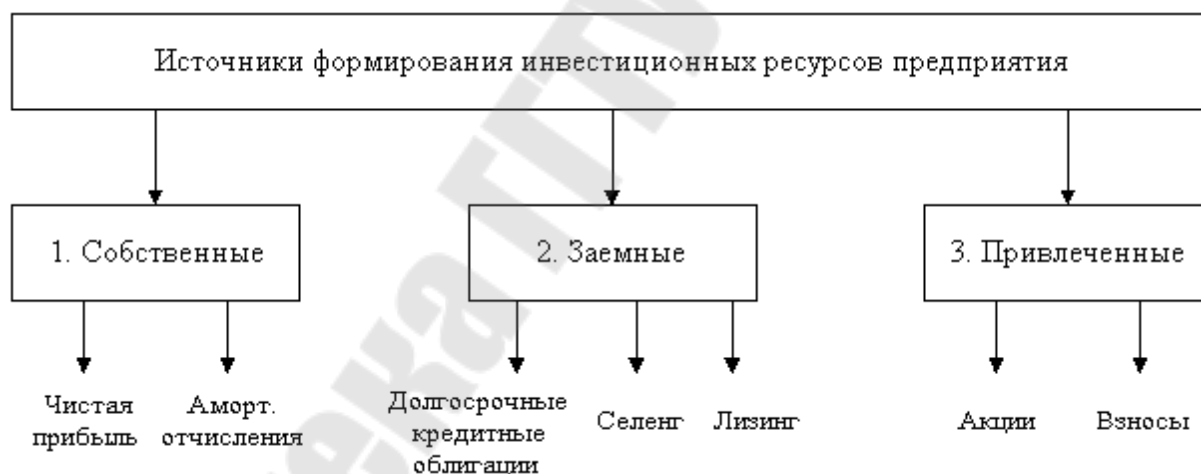 Источники формирования инвестиционных ресурсов предприятия
1. Собственные
2. Заемные
3. Привлеченные
Чистая
прибыль
Аморт.
отчисления
Долгосрочные
кредитные
облигации
Селенг
Лизинг
Акции
Взносы